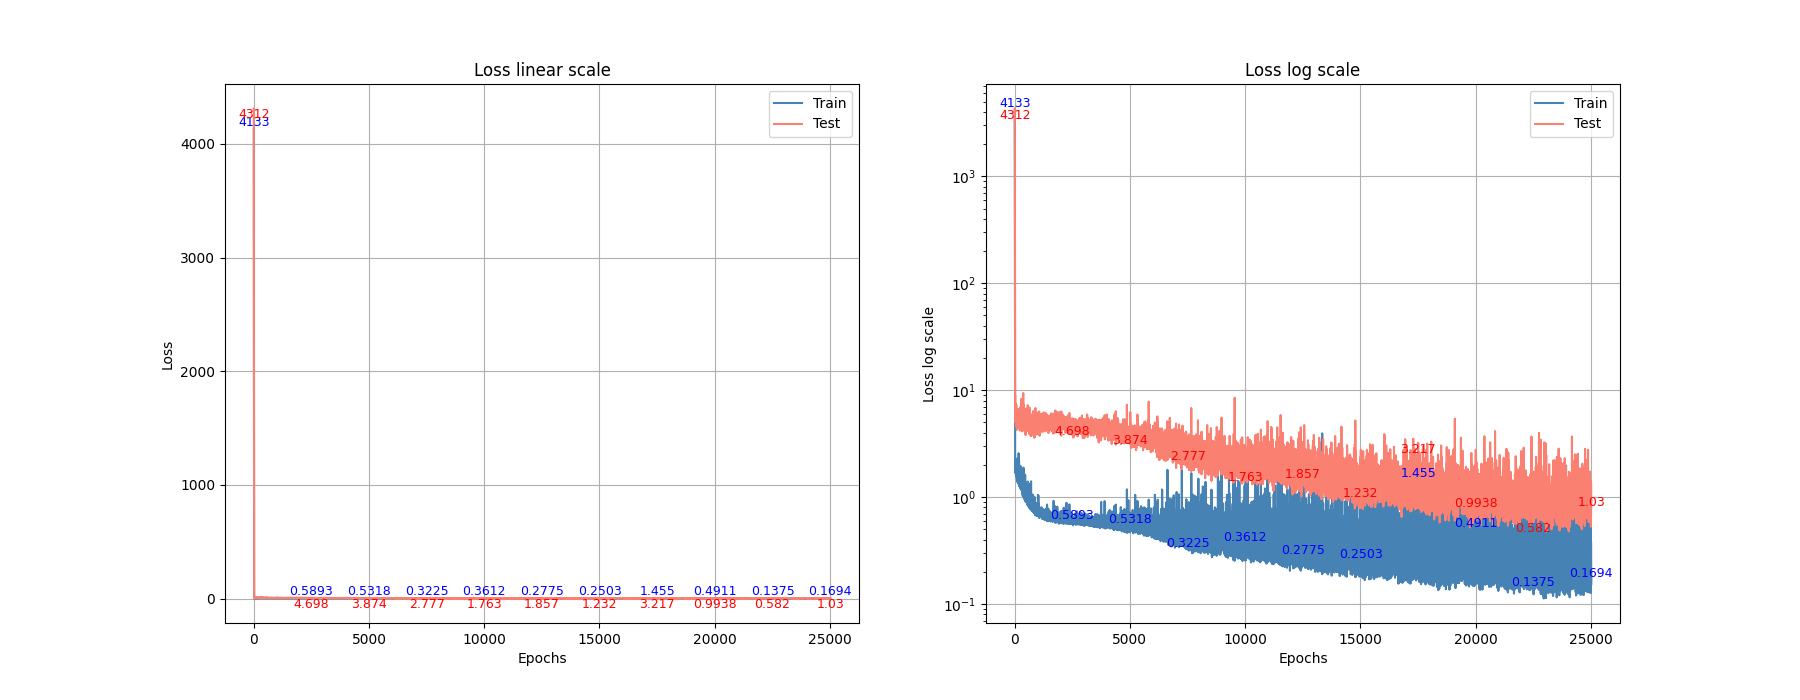 Loss linear scale
Train
Test
4312
4133
4000
3000
2000
1000
0
Loss
0.5893 0.5318 0.3225 0.3612 0.2775 0.2503 1.455 0.4911 0.1375 0.1694
4.698 3.874 2.777 1.763 1.857 1.232 3.217 0.9938 0.582 1.03
0 5000 10000 15000 20000 25000
Epochs
Loss log scale
Train
Test
4133
4312
10³
10²
10¹
10⁰
10⁻¹
Loss log scale
4.698 3.874 2.777 1.763 1.857 1.232 3.217 0.9938 0.582 1.03
0.5893 0.5318 0.3225 0.3612 0.2775 0.2503 1.455 0.4911 0.1375 0.1694
0 5000 10000 15000 20000 25000
Epochs